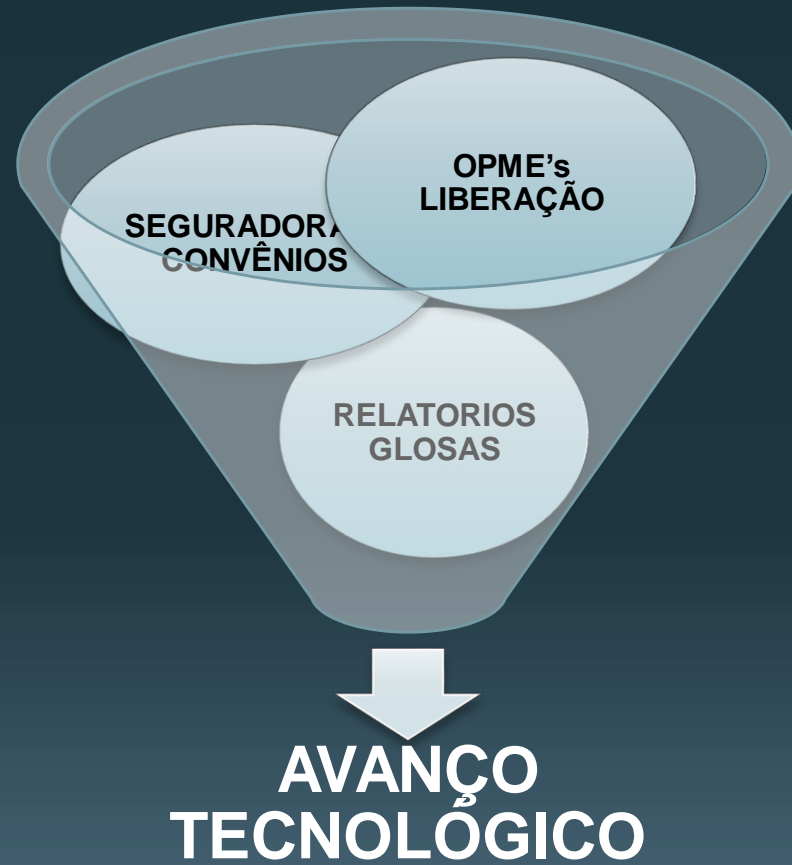 OPME's
LIBERAÇÃO
SEGURADORA
CONVÊNIOS
RELATORIOS
GLOSAS
AVANÇO
TECNOLÓGICO